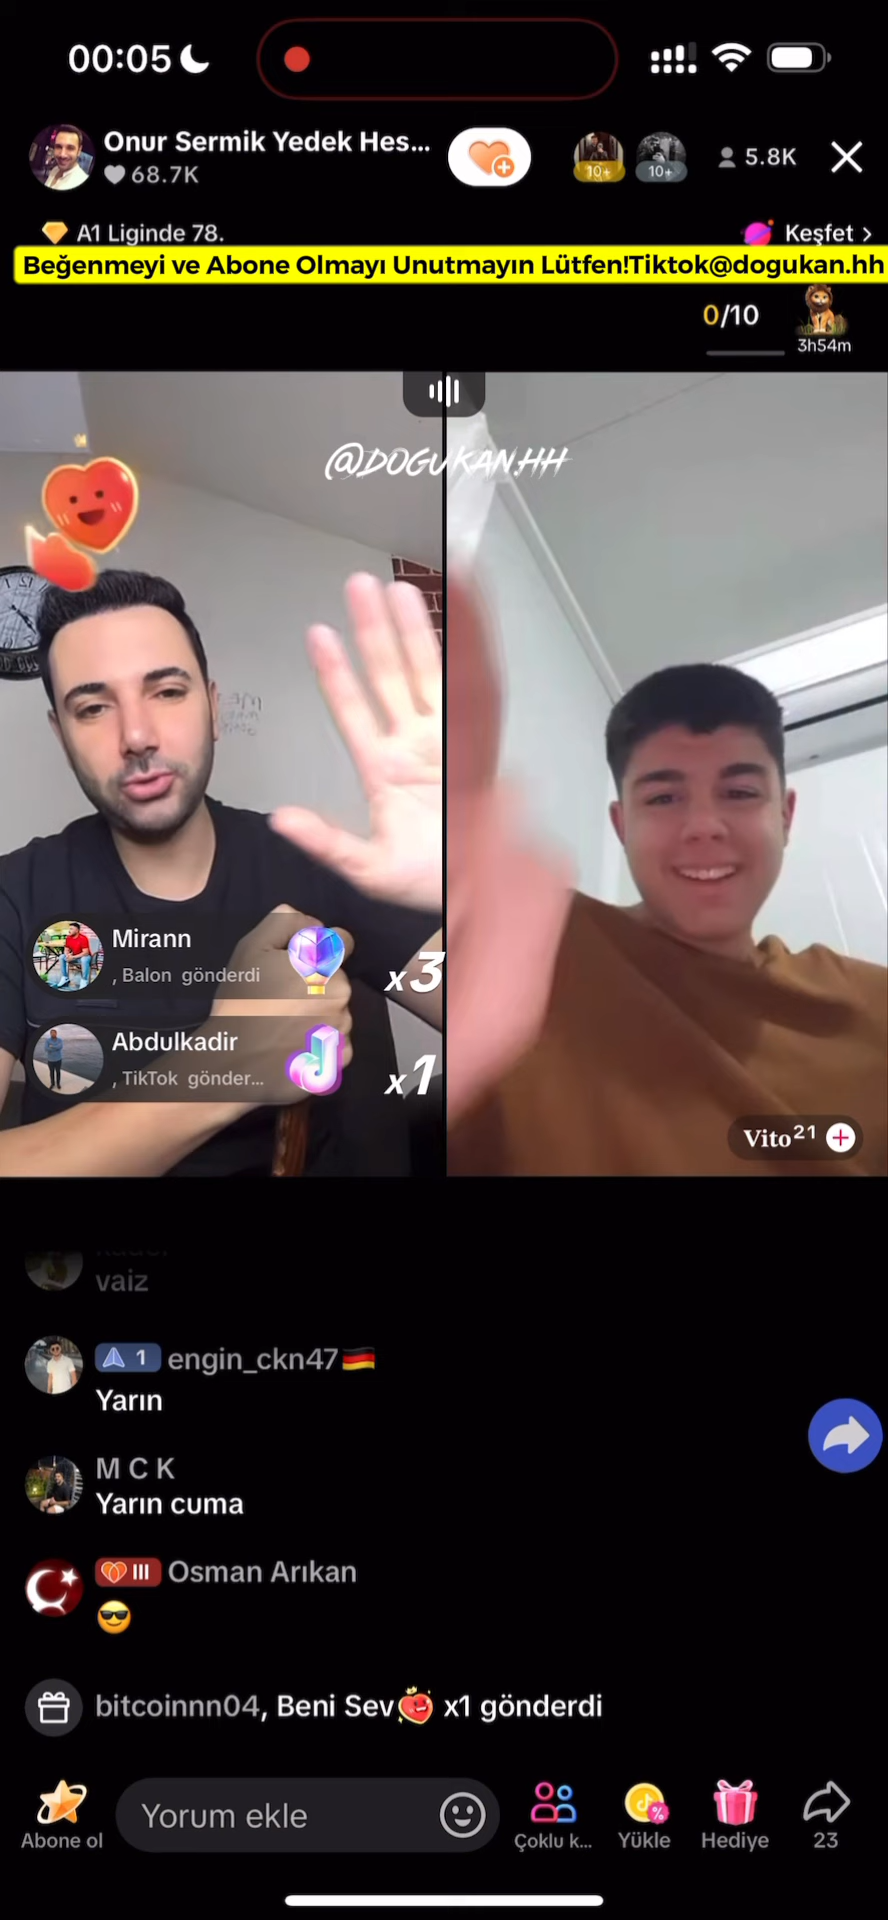 00:05
Onur Sermik Yedek Hes...
68.7K
10+
10+
5.8K
A1 Liginde 78.
Keşfet >
Beğenmeyi ve Abone Olmayı Unutmayın Lütfen!Tiktok@dogukan.hh
0/10
3h54m
@DOGUKAN.HH
Mirann
, Balon gönderdi
x3
Abdulkadir
, TikTok gönder...
x1
Vito21
vaiz
1 engin_ckn47
Yarın
M C K
Yarın cuma
III Osman Arıkan
bitcoinnn04, Beni Sev x1 gönderdi
Abone ol
Yorum ekle
Çoklu k...
Yükle
Hediye
23